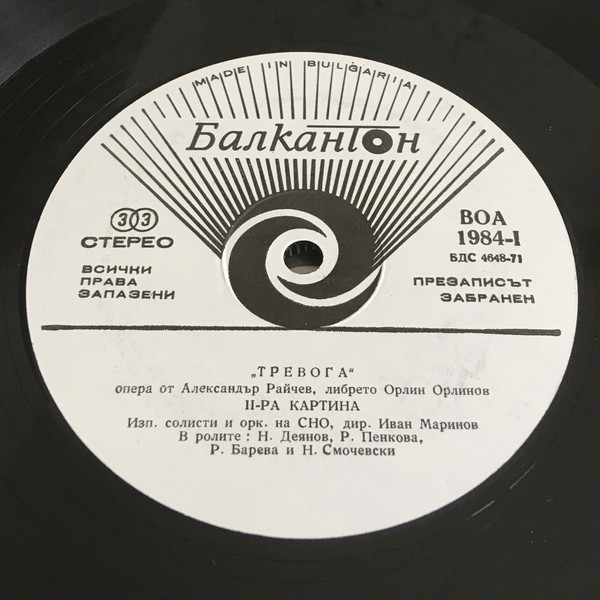 MADE IN BULGARIA
Балкантон
33
СТЕРЕО
ВСИЧКИ
ПРАВА
ЗАПАЗЕНИ
ВОА
1984-I
БДС 4648-71
ПРЕЗАПИСЪТ
ЗАБРАНЕН
„ТРЕВОГА“
опера от Александър Райчев, либрето Орлин Орлинов
II-РА КАРТИНА
Изп. солисти и орк. на СНО, дир. Иван Маринов
В ролите : Н. Деянов, Р. Пенкова,
Р. Барева и Н. Смочевски